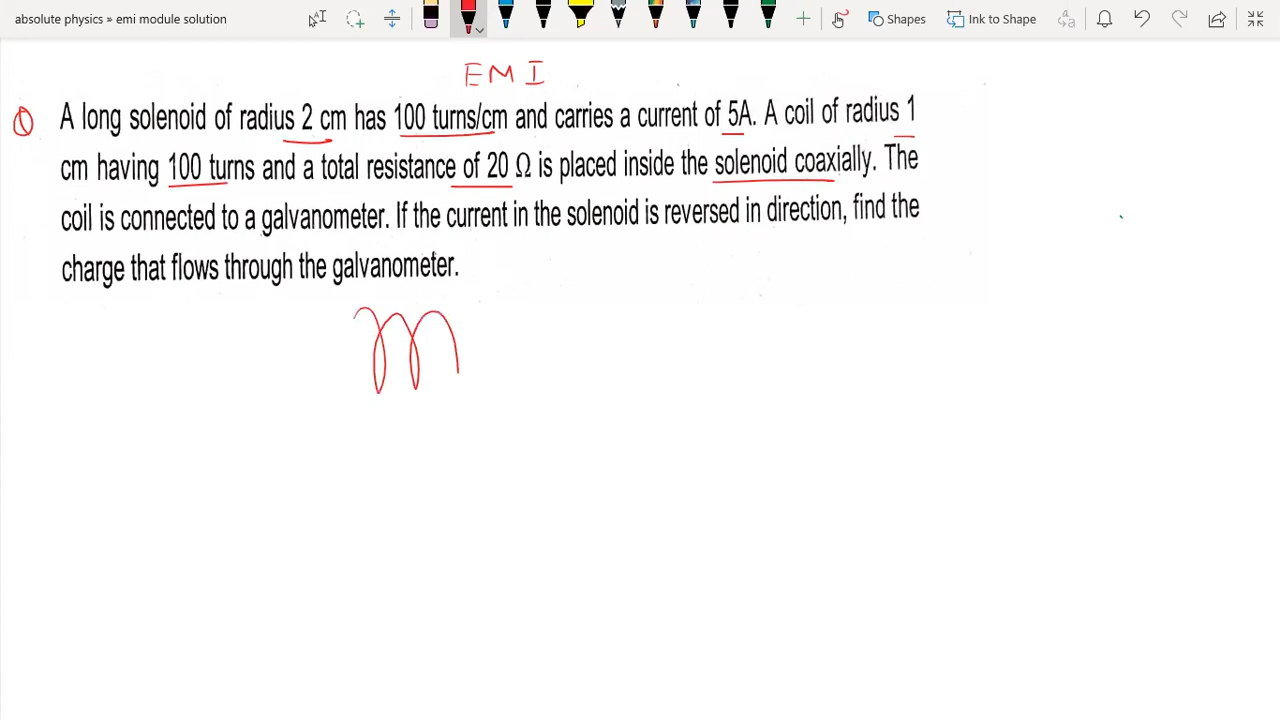 absolute physics » emi module solution
Shapes
Ink to Shape
EMI
Q A long solenoid of radius 2 cm has 100 turns/cm and carries a current of 5A. A coil of radius 1
cm having 100 turns and a total resistance of 20 Ω is placed inside the solenoid coaxially. The
coil is connected to a galvanometer. If the current in the solenoid is reversed in direction, find the
charge that flows through the galvanometer.